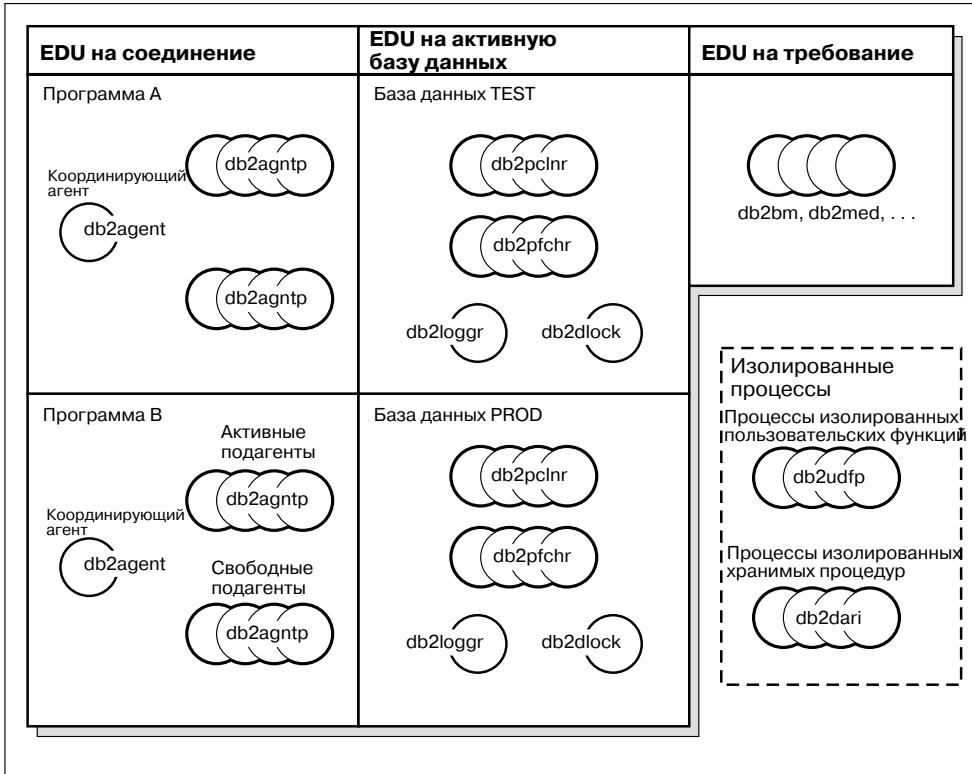 EDU на соединение
EDU на активную
базу данных
EDU на требование
Программа A
Координирующий
агент
db2agent
db2agntp
db2agntp
База данных TEST
db2pclnr
db2pfchr
db2loggr
db2dlock
db2bm, db2med, . . .
Программа B
Координирующий
агент
db2agent
Активные
подагенты
db2agntp
Свободные
подагенты
db2agntp
База данных PROD
db2pclnr
db2pfchr
db2loggr
db2dlock
Изолированные
процессы
Процессы изолированных
пользовательских функций
db2udfp
Процессы изолированных
хранимых процедур
db2dari